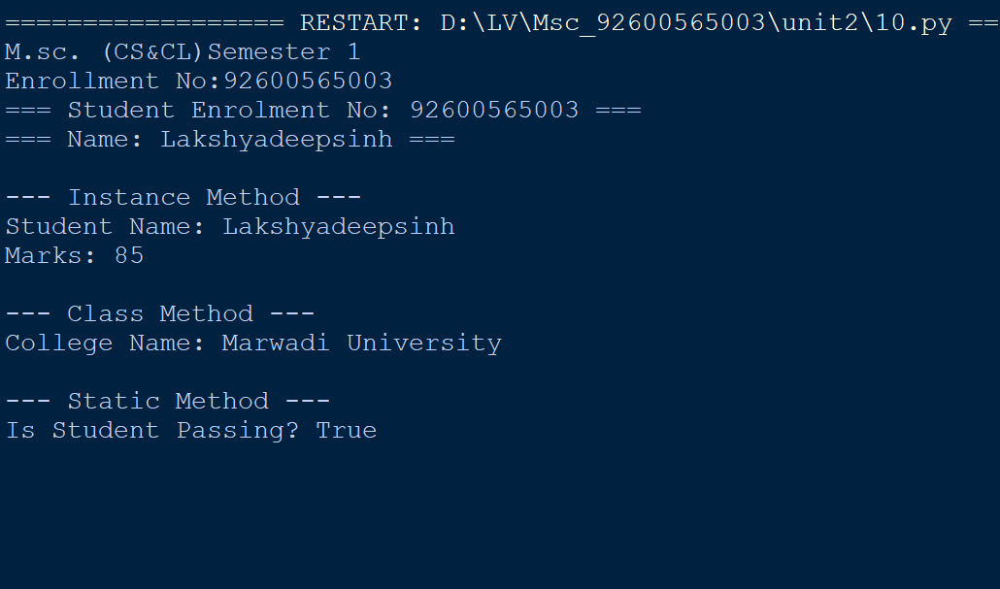 ================== RESTART: D:\LV\Msc_92600565003\unit2\10.py ==
M.sc. (CS&CL)Semester 1
Enrollment No:92600565003
=== Student Enrolment No: 92600565003 ===
=== Name: Lakshyadeepsinh ===
--- Instance Method ---
Student Name: Lakshyadeepsinh
Marks: 85
--- Class Method ---
College Name: Marwadi University
--- Static Method ---
Is Student Passing? True